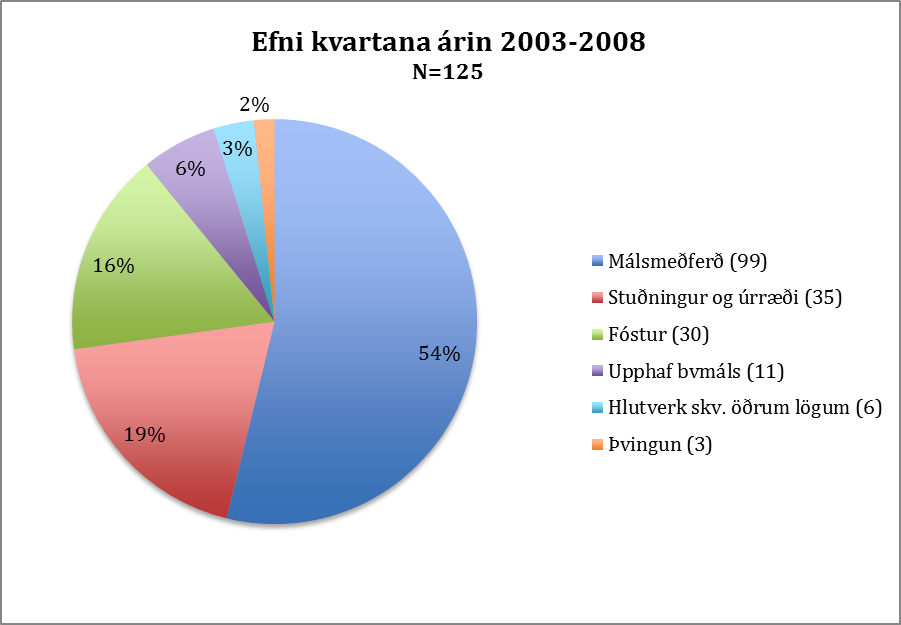 Efni kvartana árin 2003-2008
N=125
2%
3%
6%
16%
54%
19%
Málsmeðferð (99)
Stuðningur og úrræði (35)
Fóstur (30)
Upphaf bvmáls (11)
Hlutverk skv. öðrum lögum (6)
Þvingun (3)